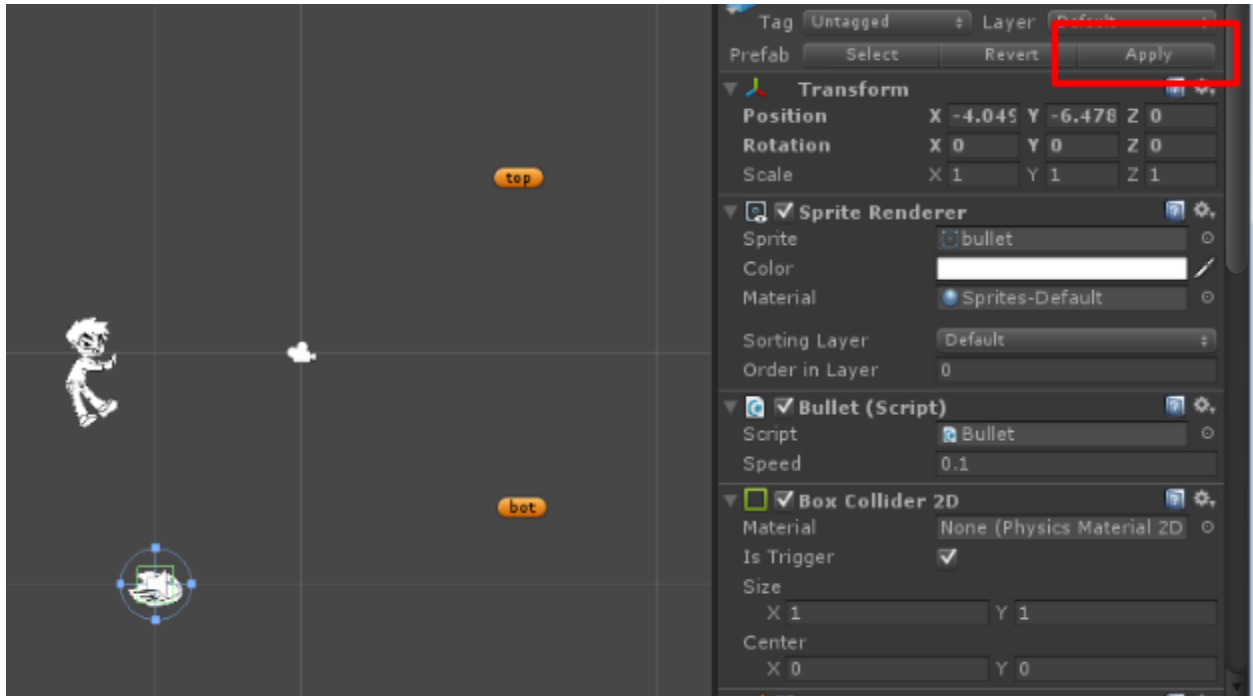 Tag Untagged Layer Default
Prefab Select Revert Apply
Transform
Position X -4.049 Y -6.478 Z 0
Rotation X 0 Y 0 Z 0
top
Scale X 1 Y 1 Z 1
Sprite Renderer
Sprite bullet
Color
Material Sprites-Default
Sorting Layer Default
Order in Layer 0
Bullet (Script)
Script Bullet
Speed 0.1
Box Collider 2D
bot
Material None (Physics Material 2D
Is Trigger
Size
X 1 Y 1
Center
X 0 Y 0